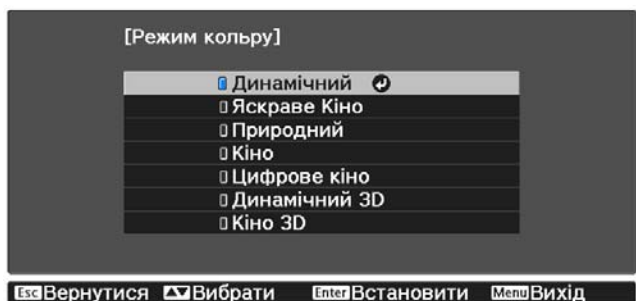 [Режим кольру]
Динамічний
Яскраве Кіно
Природний
Кіно
Цифрове кіно
Динамічний 3D
Кіно 3D
Esc Вернутися Вибрати Enter Встановити Menu Вихід